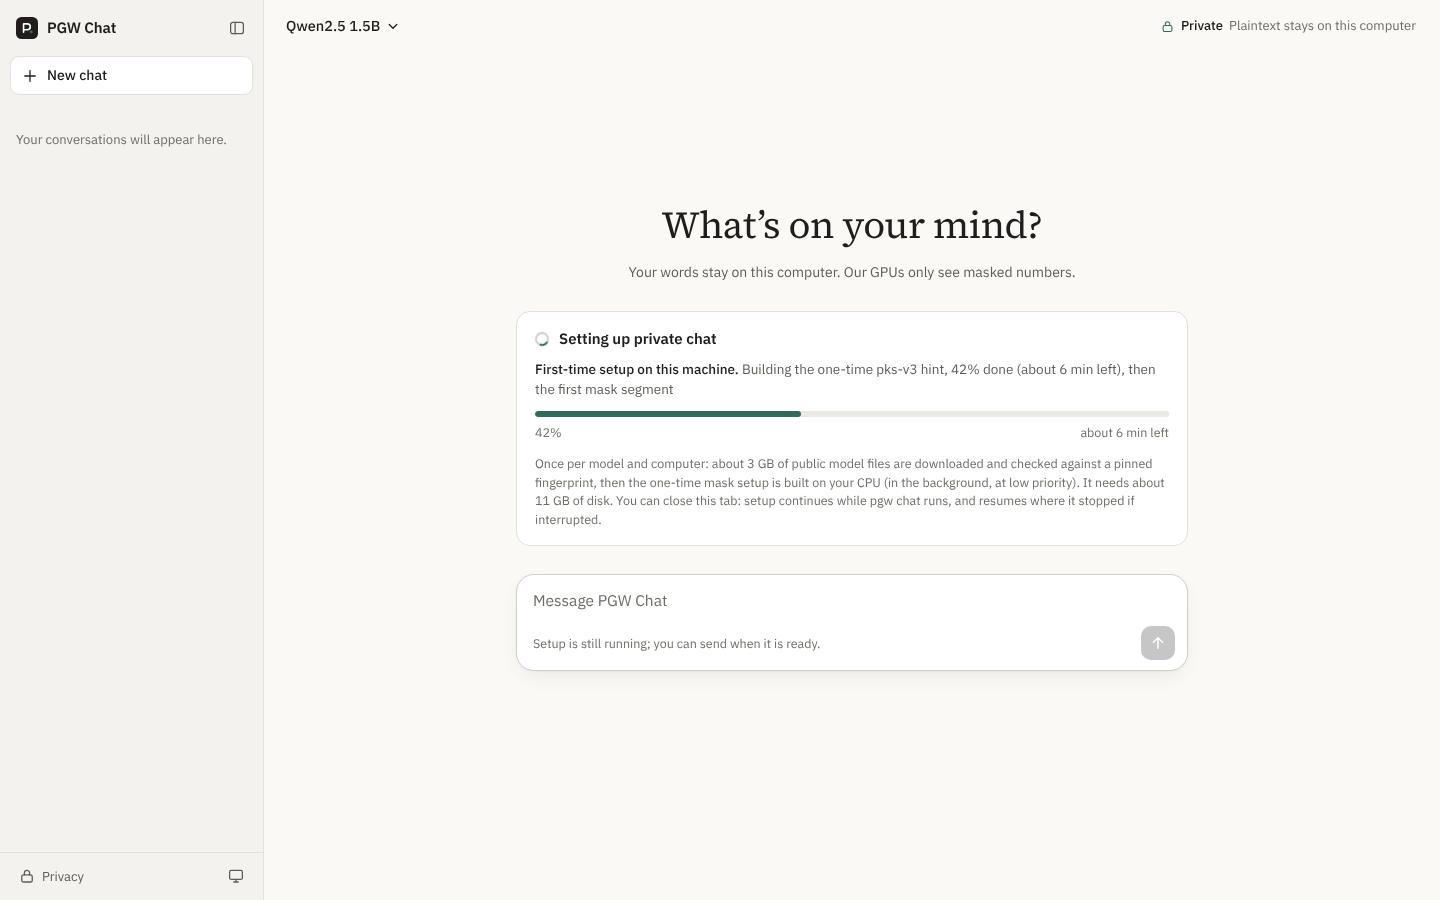 PGW Chat
New chat
Your conversations will appear here.
Privacy
Qwen2.5 1.5B
Private Plaintext stays on this computer
What’s on your mind?
Your words stay on this computer. Our GPUs only see masked numbers.
Setting up private chat
First-time setup on this machine. Building the one-time pks-v3 hint, 42% done (about 6 min left), then
the first mask segment
42%
about 6 min left
Once per model and computer: about 3 GB of public model files are downloaded and checked against a pinned
fingerprint, then the one-time mask setup is built on your CPU (in the background, at low priority). It needs about
11 GB of disk. You can close this tab: setup continues while pgw chat runs, and resumes where it stopped if
interrupted.
Message PGW Chat
Setup is still running; you can send when it is ready.